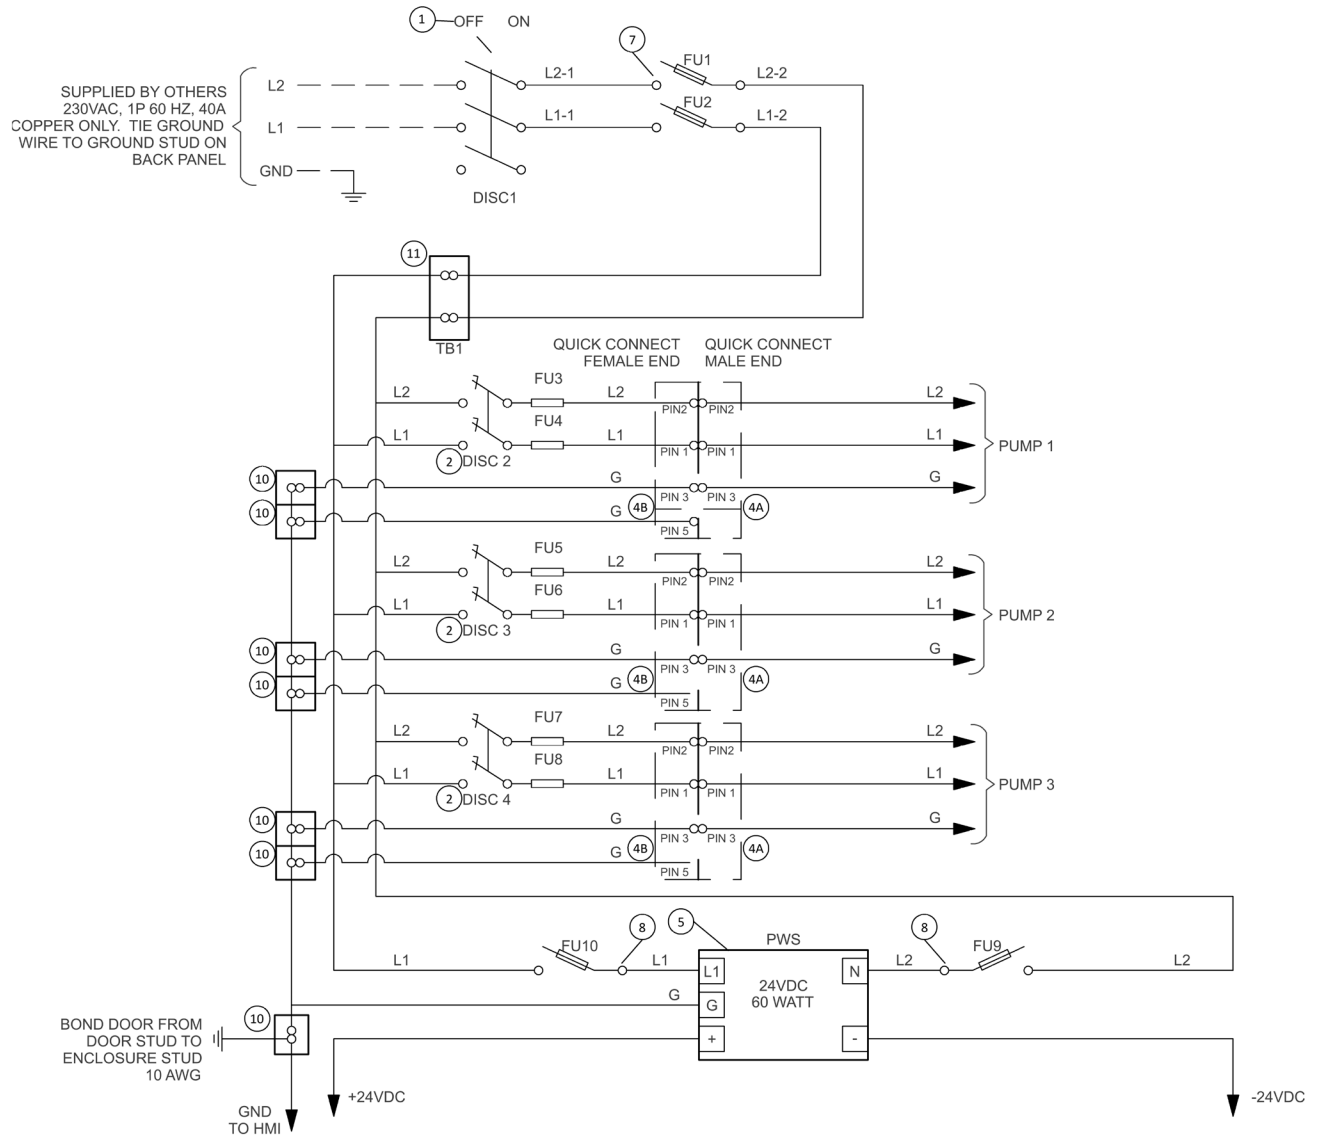 1 OFF ON
7
FU1
L2 L2-1 L2-2
FU2
L1 L1-1 L1-2
GND
SUPPLIED BY OTHERS
230VAC, 1P 60 HZ, 40A
COPPER ONLY. TIE GROUND
WIRE TO GROUND STUD ON
BACK PANEL
DISC1
11
TB1
QUICK CONNECT
FEMALE END
QUICK CONNECT
MALE END
FU3
L2 L2 L2
PIN2 PIN2
FU4
L1 L1 L1
PIN 1 PIN 1
PUMP 1
2 DISC 2
10 G G
PIN 3 PIN 3
10 G 4B 4A
PIN 5
FU5
L2 L2 L2
PIN2 PIN2
FU6
L1 L1 L1
PIN 1 PIN 1
PUMP 2
2 DISC 3
10 G G
PIN 3 PIN 3
10 G 4B 4A
PIN 5
FU7
L2 L2 L2
PIN2 PIN2
FU8
L1 L1 L1
PIN 1 PIN 1
PUMP 3
2 DISC 4
10 G G
PIN 3 PIN 3
10 G 4B 4A
PIN 5
8 5 8
PWS
FU10 FU9
L1 L1 L1 N L2 L2
24VDC
60 WATT
G G
+ -
10
BOND DOOR FROM
DOOR STUD TO
ENCLOSURE STUD
10 AWG
+24VDC -24VDC
GND
TO HMI